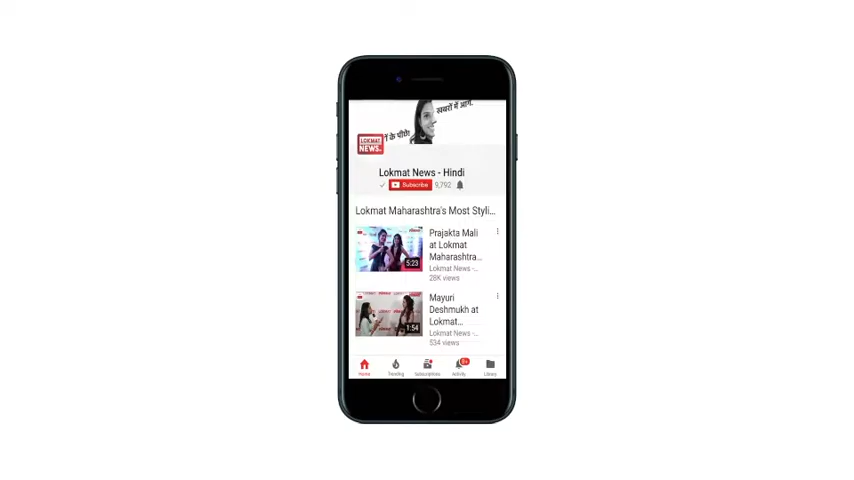 खबरों में आगे,
के पीछे!
LOKMAT
NEWS
Lokmat News - Hindi
Subscribe 9,792
Lokmat Maharashtra's Most Styli...
Prajakta Mali
at Lokmat
Maharashtra...
Lokmat News -...
28K views
5:23
Mayuri
Deshmukh at
Lokmat...
Lokmat News -...
534 views
1:54
Home Trending Subscriptions Activity Library
9+